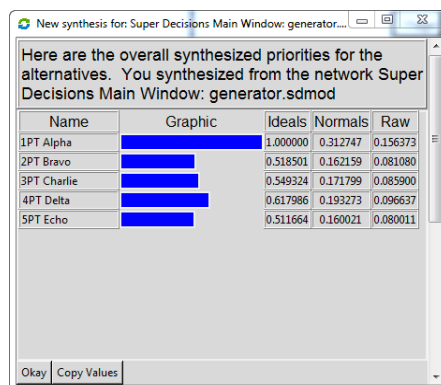 New synthesis for: Super Decisions Main Window: generator....
Here are the overall synthesized priorities for the
alternatives. You synthesized from the network Super
Decisions Main Window: generator.sdmod
Name Graphic Ideals Normals Raw
1PT Alpha 1.000000 0.312747 0.156373
2PT Bravo 0.518501 0.162159 0.081080
3PT Charlie 0.549324 0.171799 0.085900
4PT Delta 0.617986 0.193273 0.096637
5PT Echo 0.511664 0.160021 0.080011
Okay Copy Values